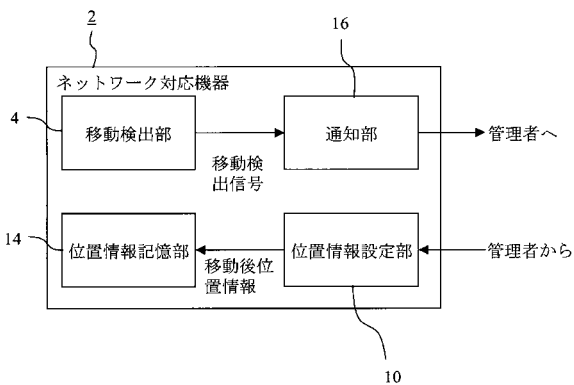 2
16
ネットワーク対応機器
4
移動検出部
通知部
管理者へ
移動検
出信号
14
位置情報記憶部
位置情報設定部
管理者から
移動後位
置情報
10